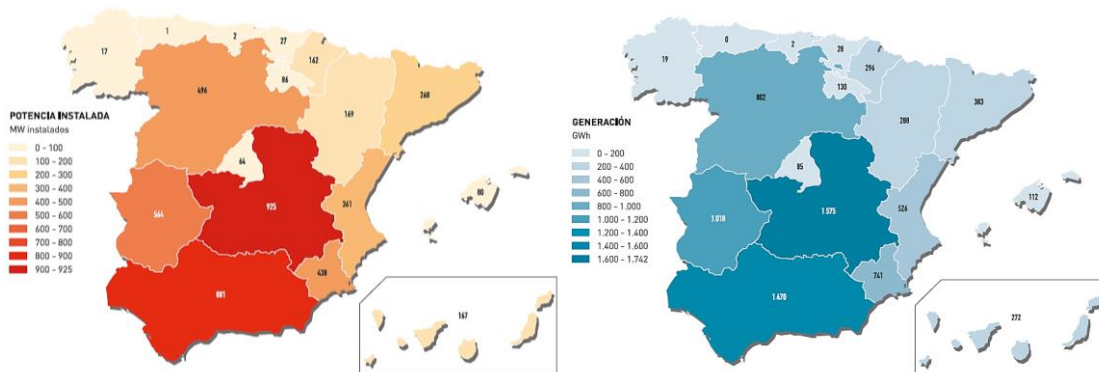 17
1
2
27
162
86
496
169
268
POTENCIA INSTALADA
MW instalados
0 - 100
100 - 200
200 - 300
300 - 400
400 - 500
500 - 600
600 - 700
700 - 800
800 - 900
900 - 925
64
80
564
925
361
438
881
167
19
0
2
28
296
130
802
288
383
GENERACIÓN
GWh
0 - 200
200 - 400
400 - 600
600 - 800
800 - 1.000
1.000 - 1.200
1.200 - 1.400
1.400 - 1.600
1.600 - 1.742
85
112
1.018
1.575
526
741
1.470
272